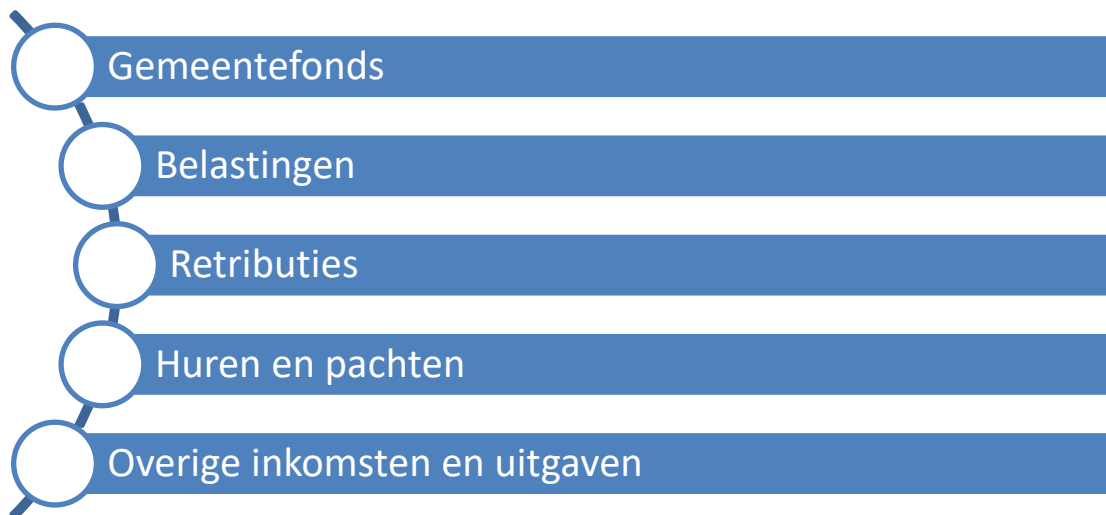 Gemeentefonds
Belastingen
Retributies
Huren en pachten
Overige inkomsten en uitgaven